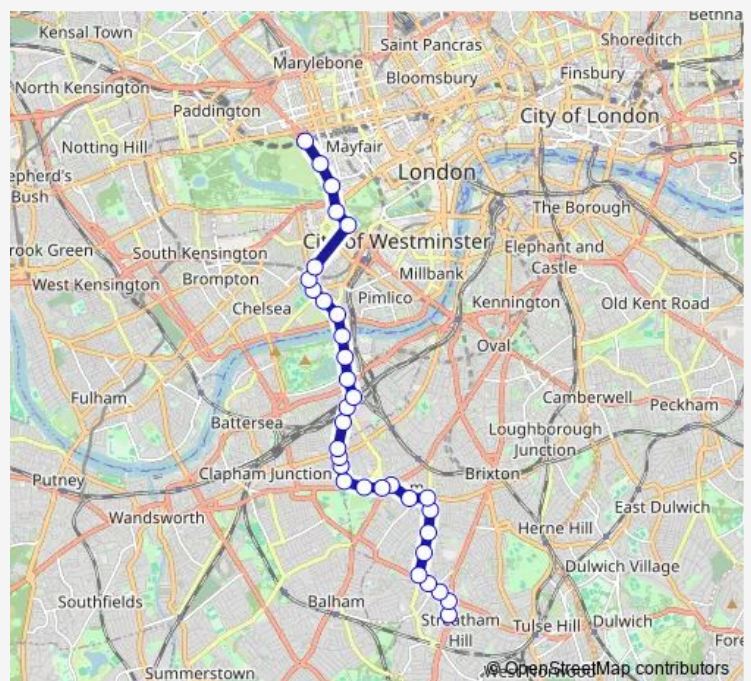 Bethna
Kensal Town
Saint Pancras
Shoreditch
Marylebone
Bloomsbury
Finsbury
North Kensington
Paddington
City of London
Notting Hill
Mayfair
London
epherd's
Bush
The Borough
City of Westminster
rook Green
South Kensington
Elephant and
Castle
West Kensington
Brompton
Millbank
Pimlico
Kennington
Old Kent Road
Chelsea
Oval
Fulham
Camberwell
Peckham
Battersea
Loughborough
Junction
Putney
Clapham Junction
Brixton
Wandsworth
East Dulwich
Herne Hill
Dulwich Village
Southfields
Balham
Streatham
Hill
Tulse Hill
Dulwich
Fore
Summerstown
West Norwood
© OpenStreetMap contributors